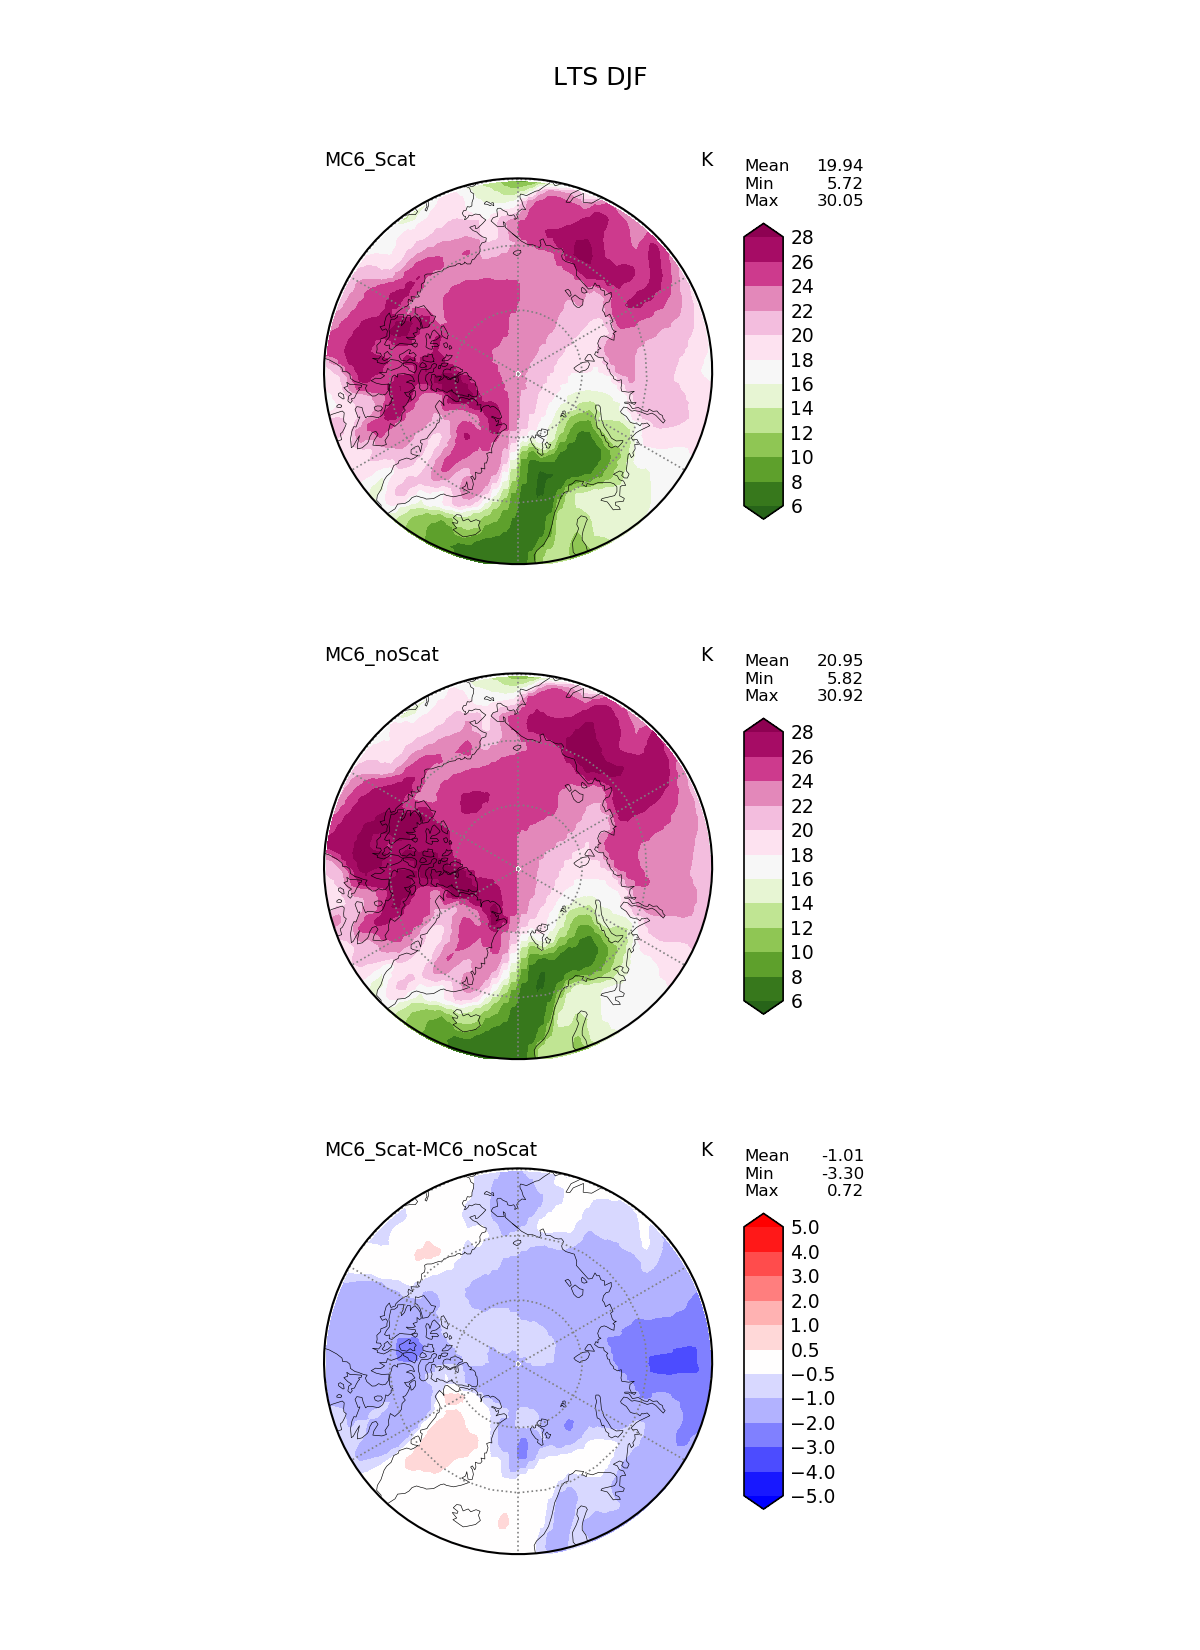 LTS DJF
MC6_Scat K
Mean 19.94
Min 5.72
Max 30.05
28
26
24
22
20
18
16
14
12
10
8
6
MC6_noScat K
Mean 20.95
Min 5.82
Max 30.92
28
26
24
22
20
18
16
14
12
10
8
6
MC6_Scat-MC6_noScat K
Mean -1.01
Min -3.30
Max 0.72
5.0
4.0
3.0
2.0
1.0
0.5
−0.5
−1.0
−2.0
−3.0
−4.0
−5.0